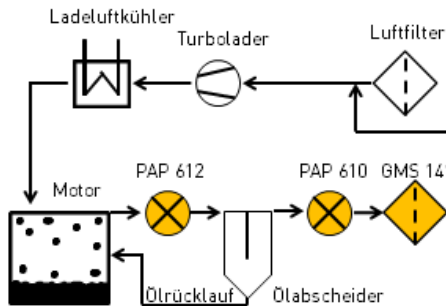 Ladeluftkühler
Turbolader
Luftfilter
Motor
PAP 612
PAP 610
GMS 14
Ölrücklauf
Ölabscheider